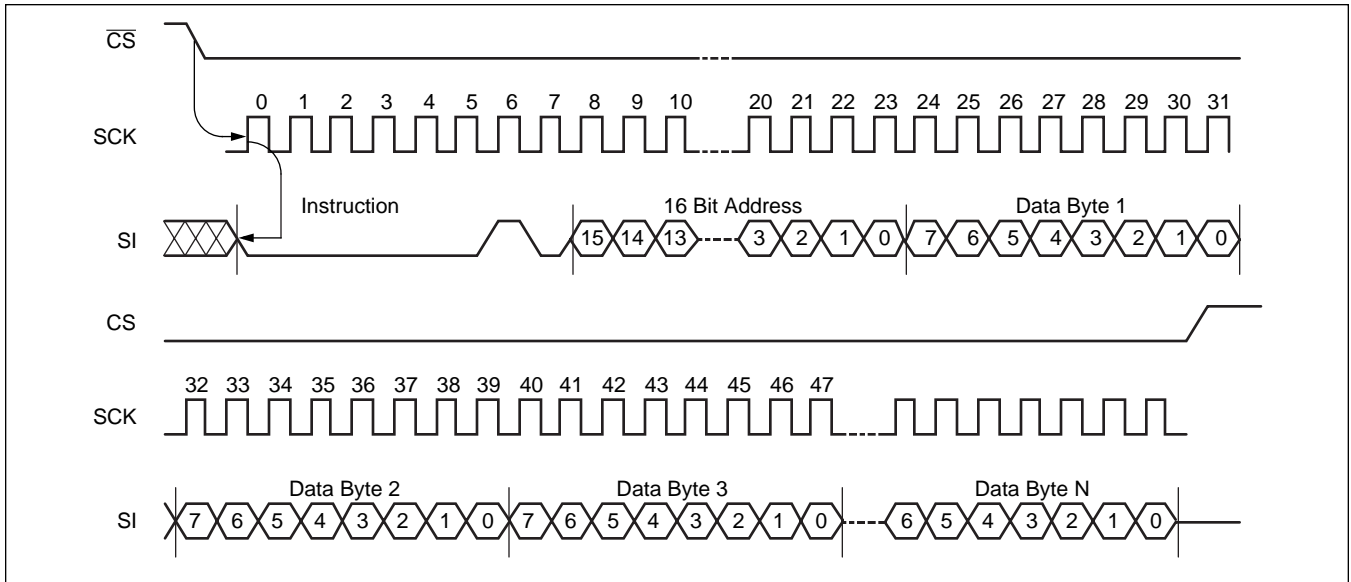 CS
0 1 2 3 4 5 6 7 8 9 10 20 21 22 23 24 25 26 27 28 29 30 31
SCK
Instruction 16 Bit Address Data Byte 1
SI 15 14 13 3 2 1 0 7 6 5 4 3 2 1 0
CS
32 33 34 35 36 37 38 39 40 41 42 43 44 45 46 47
SCK
Data Byte 2 Data Byte 3 Data Byte N
SI 7 6 5 4 3 2 1 0 7 6 5 4 3 2 1 0 6 5 4 3 2 1 0